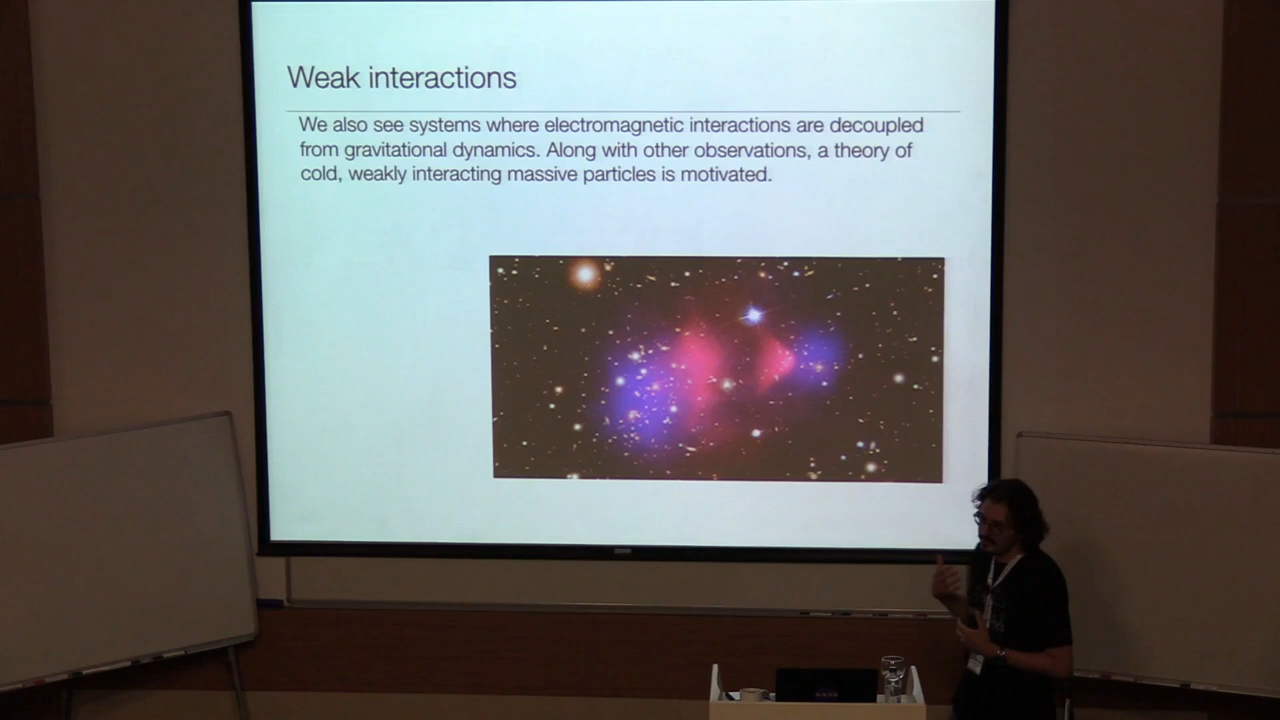 Weak interactions
We also see systems where electromagnetic interactions are decoupled
from gravitational dynamics. Along with other observations, a theory of
cold, weakly interacting massive particles is motivated.